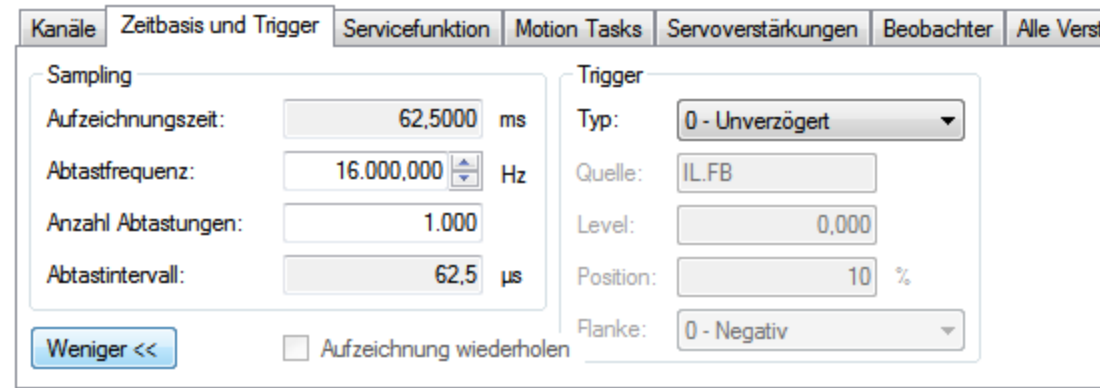 Kanäle Zeitbasis und Trigger Servicefunktion Motion Tasks Servoverstärkungen Beobachter Alle Verst
Sampling
Aufzeichnungszeit: 62,5000 ms
Abtastfrequenz: 16.000,000 Hz
Anzahl Abtastungen: 1.000
Abtastintervall: 62,5 µs
Weniger << Aufzeichnung wiederholen
Trigger
Typ: 0 - Unverzögert
Quelle: IL.FB
Level: 0,000
Position: 10 %
Flanke: 0 - Negativ